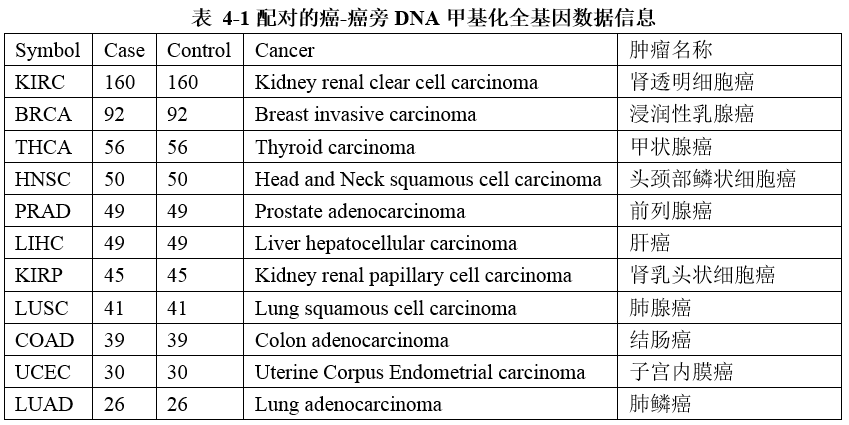 表 4-1 配对的癌-癌旁 DNA 甲基化全基因数据信息
Symbol Case Control Cancer 肿瘤名称
KIRC 160 160 Kidney renal clear cell carcinoma 肾透明细胞癌
BRCA 92 92 Breast invasive carcinoma 浸润性乳腺癌
THCA 56 56 Thyroid carcinoma 甲状腺癌
HNSC 50 50 Head and Neck squamous cell carcinoma 头颈部鳞状细胞癌
PRAD 49 49 Prostate adenocarcinoma 前列腺癌
LIHC 49 49 Liver hepatocellular carcinoma 肝癌
KIRP 45 45 Kidney renal papillary cell carcinoma 肾乳头状细胞癌
LUSC 41 41 Lung squamous cell carcinoma 肺腺癌
COAD 39 39 Colon adenocarcinoma 结肠癌
UCEC 30 30 Uterine Corpus Endometrial carcinoma 子宫内膜癌
LUAD 26 26 Lung adenocarcinoma 肺鳞癌